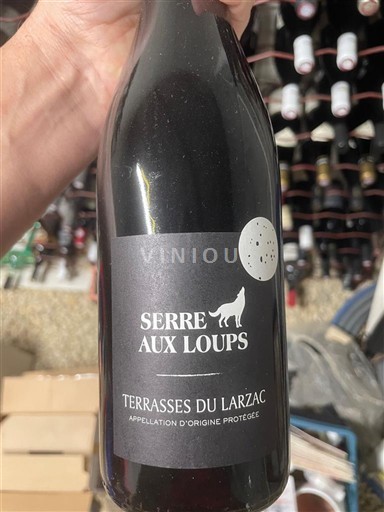 VINIOU
SERRE
AUX LOUPS
TERRASSES DU LARZAC
APPELLATION D'ORIGINE PROTÉGÉE